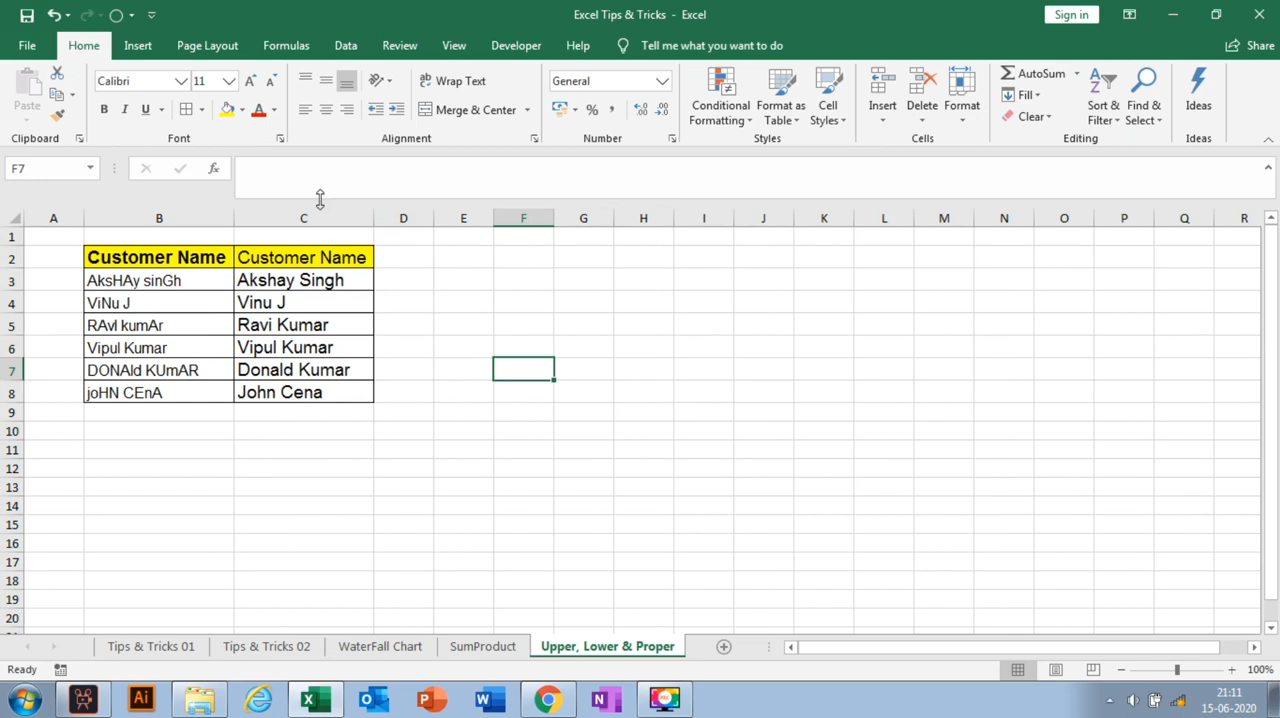 Excel Tips & Tricks - Excel
Sign in
File Home Insert Page Layout Formulas Data Review View Developer Help Tell me what you want to do Share
Paste
Calibri 11
B I U
Wrap Text
Merge & Center
General
Conditional Formatting
Format as Table
Cell Styles
Insert Delete Format
AutoSum
Fill
Clear
Sort & Filter
Find & Select
Ideas
Clipboard Font Alignment Number Styles Cells Editing Ideas
F7 fx
A B C D E F G H I J K L M N O P Q R
1
2 Customer Name Customer Name
3 AksHAy sinGh Akshay Singh
4 ViNu J Vinu J
5 RAvI kumAr Ravi Kumar
6 Vipul Kumar Vipul Kumar
7 DONAld KUmAR Donald Kumar
8 joHN CEnA John Cena
9
10
11
12
13
14
15
16
17
18
19
20
Tips & Tricks 01 Tips & Tricks 02 WaterFall Chart SumProduct Upper, Lower & Proper
Ready 100%
21:11
15-06-2020